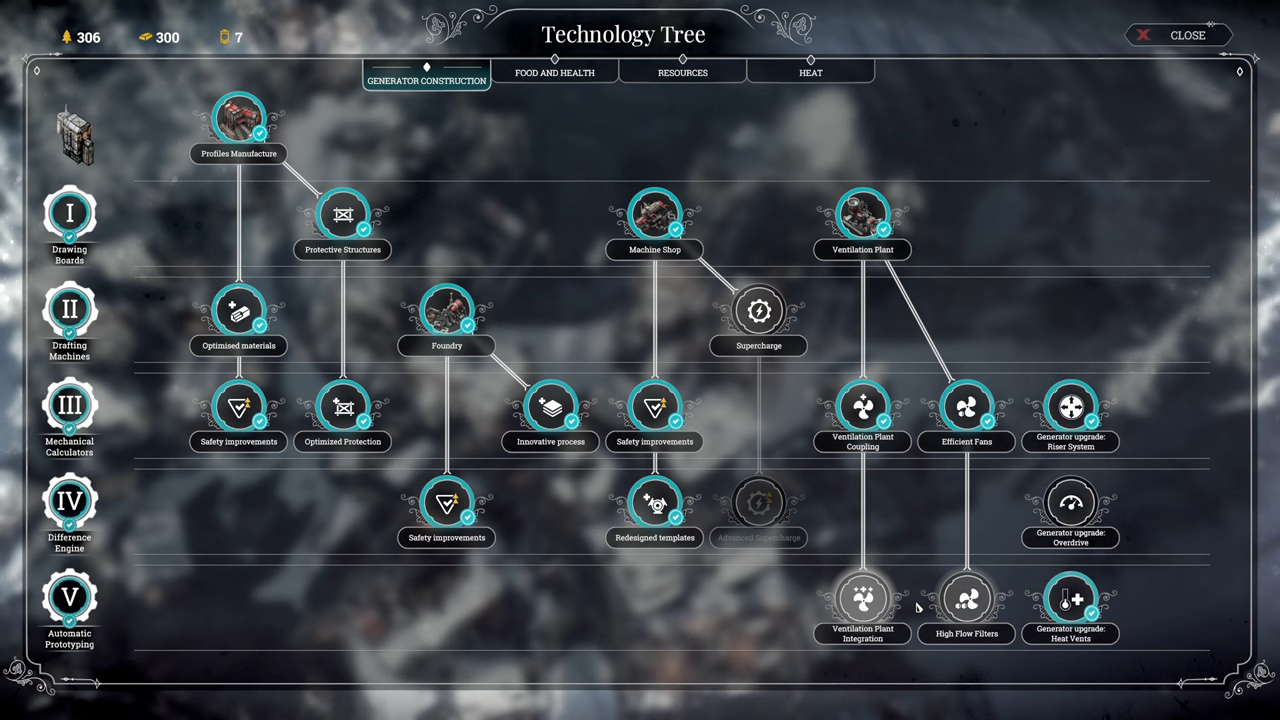 306 300 7
Technology Tree
CLOSE
GENERATOR CONSTRUCTION
FOOD AND HEALTH
RESOURCES
HEAT
Profiles Manufacture
I
Drawing
Boards
Protective Structures
Machine Shop
Ventilation Plant
II
Drafting
Machines
Optimised materials
Foundry
Supercharge
III
Mechanical
Calculators
Safety improvements
Optimized Protection
Innovative process
Safety improvements
Ventilation Plant
Coupling
Efficient Fans
Generator upgrade:
Riser System
IV
Difference
Engine
Safety improvements
Redesigned templates
Advanced Supercharge
Generator upgrade:
Overdrive
V
Automatic
Prototyping
Ventilation Plant
Integration
High Flow Filters
Generator upgrade:
Heat Vents